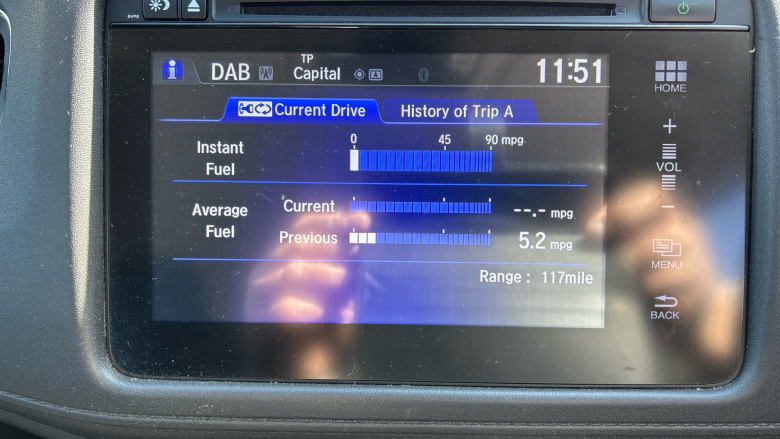 i DAB TP Capital 11:51
HOME
Current Drive History of Trip A
0 45 90 mpg
Instant Fuel
+
VOL
−
Average Fuel
Current --.- mpg
Previous 5.2 mpg
MENU
Range : 117mile
BACK